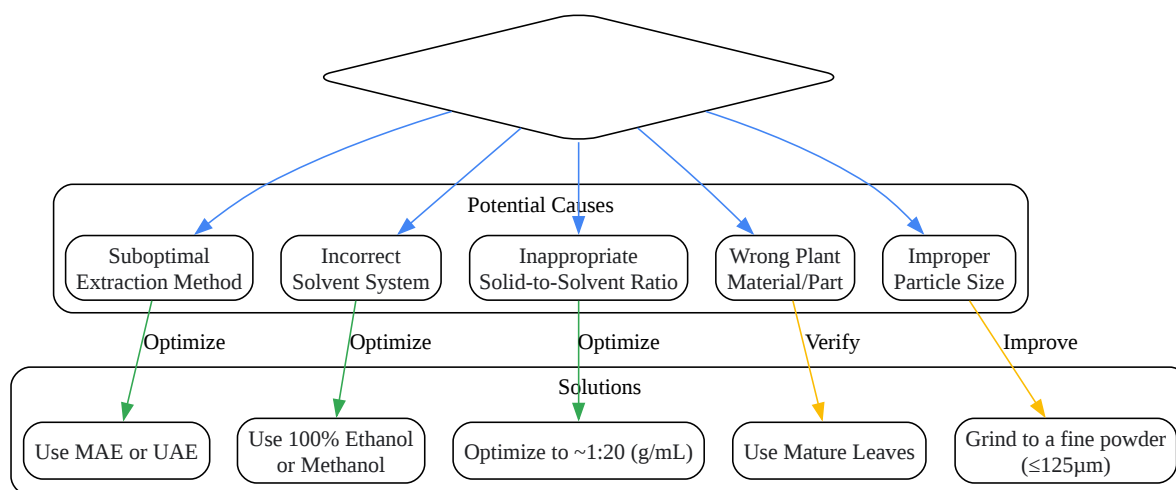 Potential Causes
Suboptimal
Extraction Method
Incorrect
Solvent System
Inappropriate
Solid-to-Solvent Ratio
Wrong Plant
Material/Part
Improper
Particle Size
Optimize
Optimize
Optimize
Verify
Improve
Solutions
Use MAE or UAE
Use 100% Ethanol
or Methanol
Optimize to ~1:20 (g/mL)
Use Mature Leaves
Grind to a fine powder
(≤125µm)